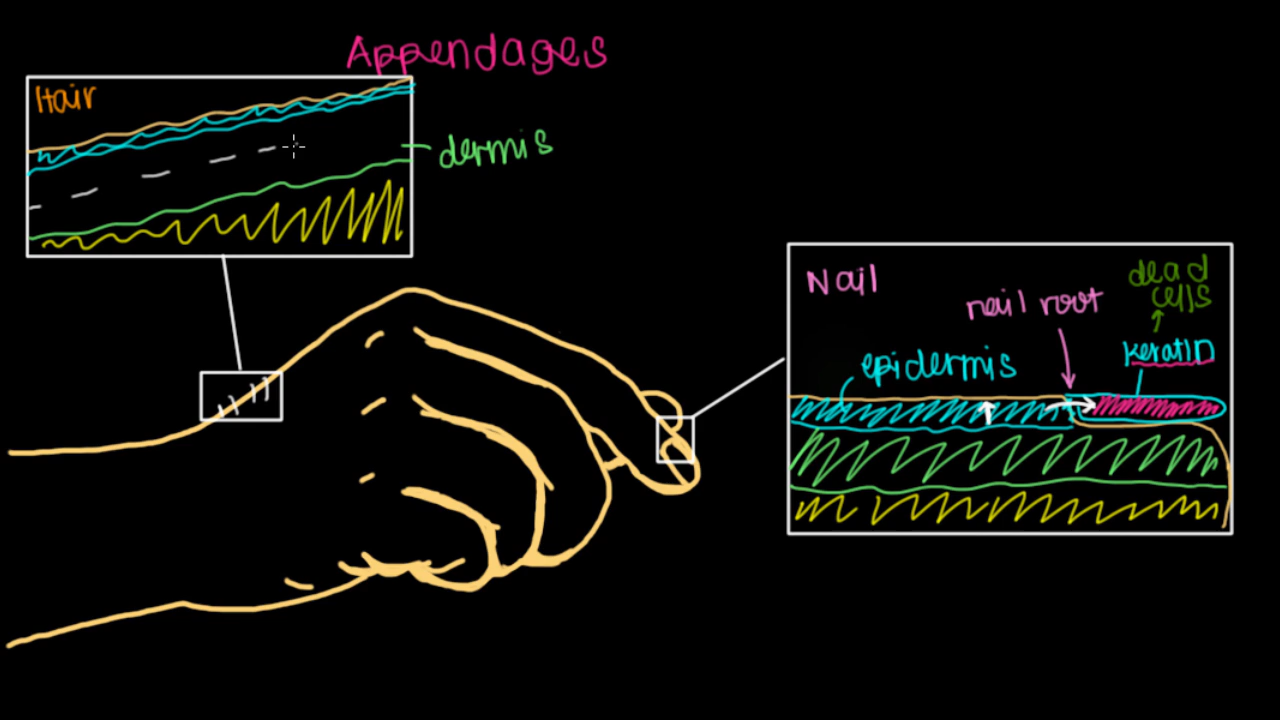 Appendages
Hair
dermis
Nail
dead
cells
nail root
keratin
epidermis